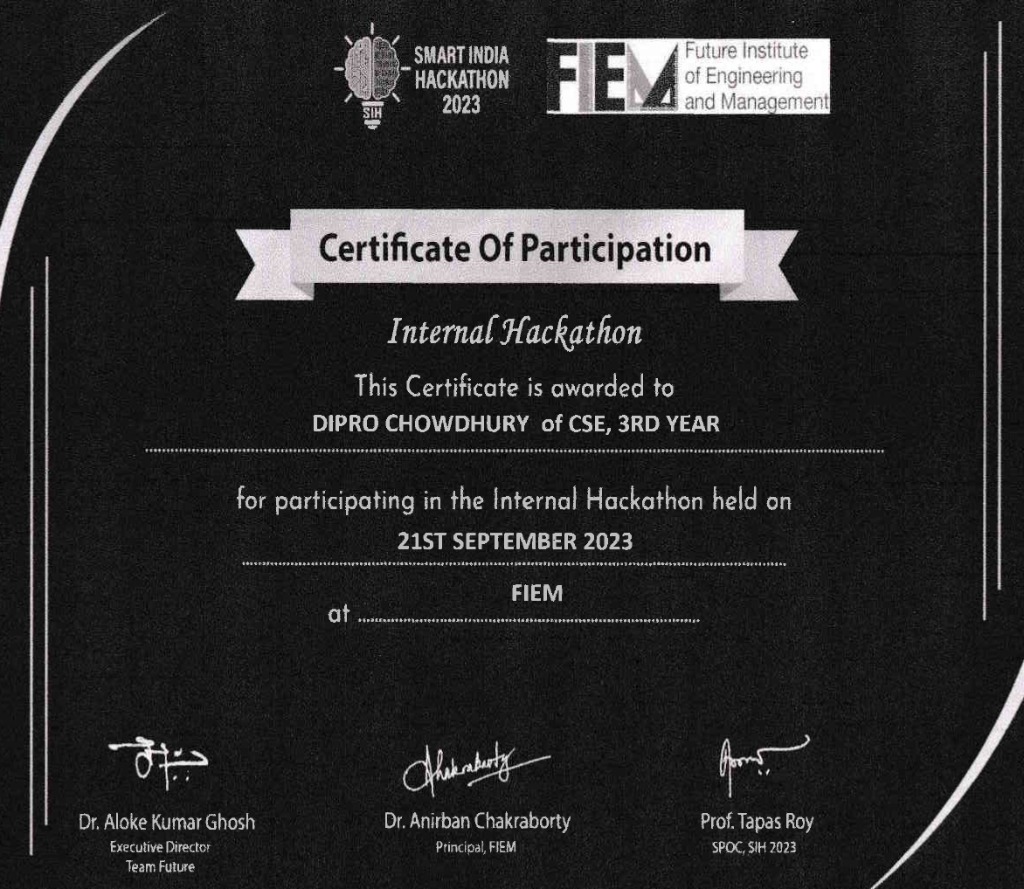 SMART INDIA
HACKATHON
2023
SIH
FIEM
Future Institute
of Engineering
and Management
Certificate Of Participation
Internal Hackathon
This Certificate is awarded to
DIPRO CHOWDHURY of CSE, 3RD YEAR
for participating in the Internal Hackathon held on
21ST SEPTEMBER 2023
FIEM
at
Chakraborty
Dr. Aloke Kumar Ghosh
Executive Director
Team Future
Dr. Anirban Chakraborty
Principal, FIEM
Prof. Tapas Roy
SPOC, SIH 2023